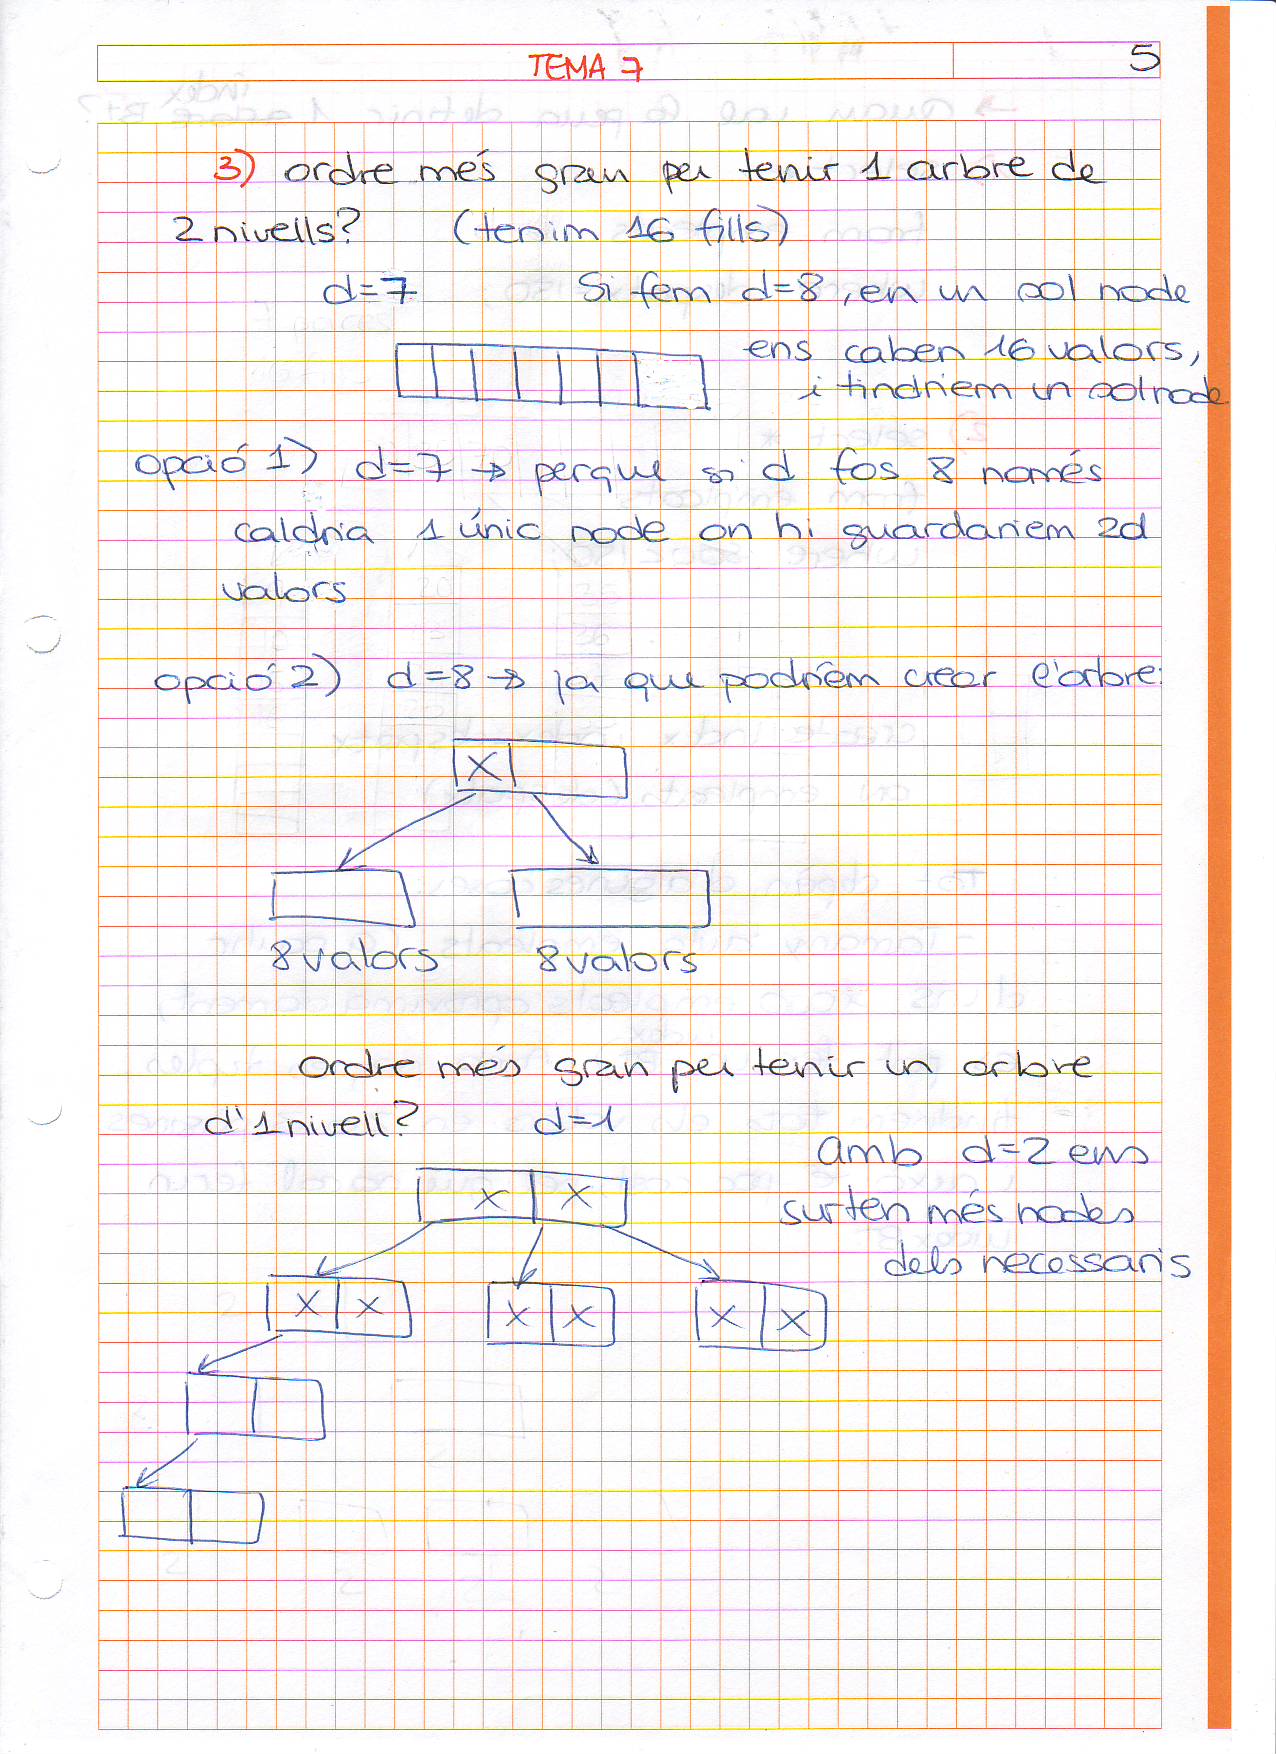 TEMA 7
5
3) ordre més gran per tenir 1 arbre de
2 nivells? (tenim 16 fills)
d=7 Si fem d=8, en un sol node
ens caben 16 valors,
i tindriem un sol node
opció 1) d=7 → perque si d fos 8 només
caldria 1 únic node on hi guardariem 2d
valors
opció 2) d=8 → ja que podríem crear l'arbre:
X
8 valors 8 valors
ordre més gran per tenir un arbre
d'1 nivell? d=1
Amb d=2 ens
surten més nodes
dels necessaris
X X
X X X X X X